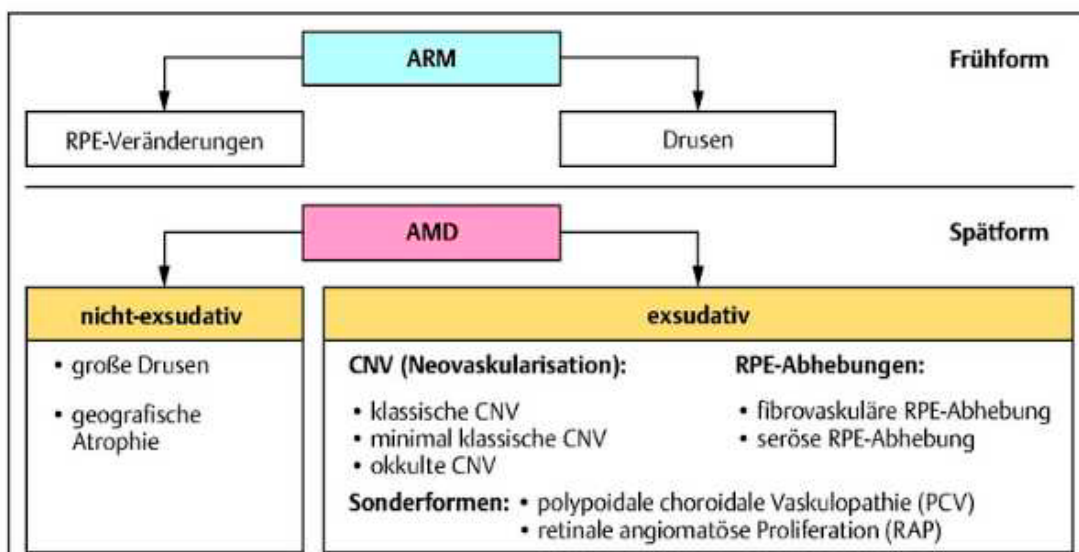 ARM
Frühform
RPE-Veränderungen
Drusen
AMD
Spätform
nicht-exsudativ
• große Drusen
• geografische
Atrophie
exsudativ
CNV (Neovaskularisation):
• klassische CNV
• minimal klassische CNV
• okkulte CNV
RPE-Abhebungen:
• fibrovaskuläre RPE-Abhebung
• seröse RPE-Abhebung
Sonderformen: • polypoidale choroidale Vaskulopathie (PCV)
• retinale angiomatöse Proliferation (RAP)